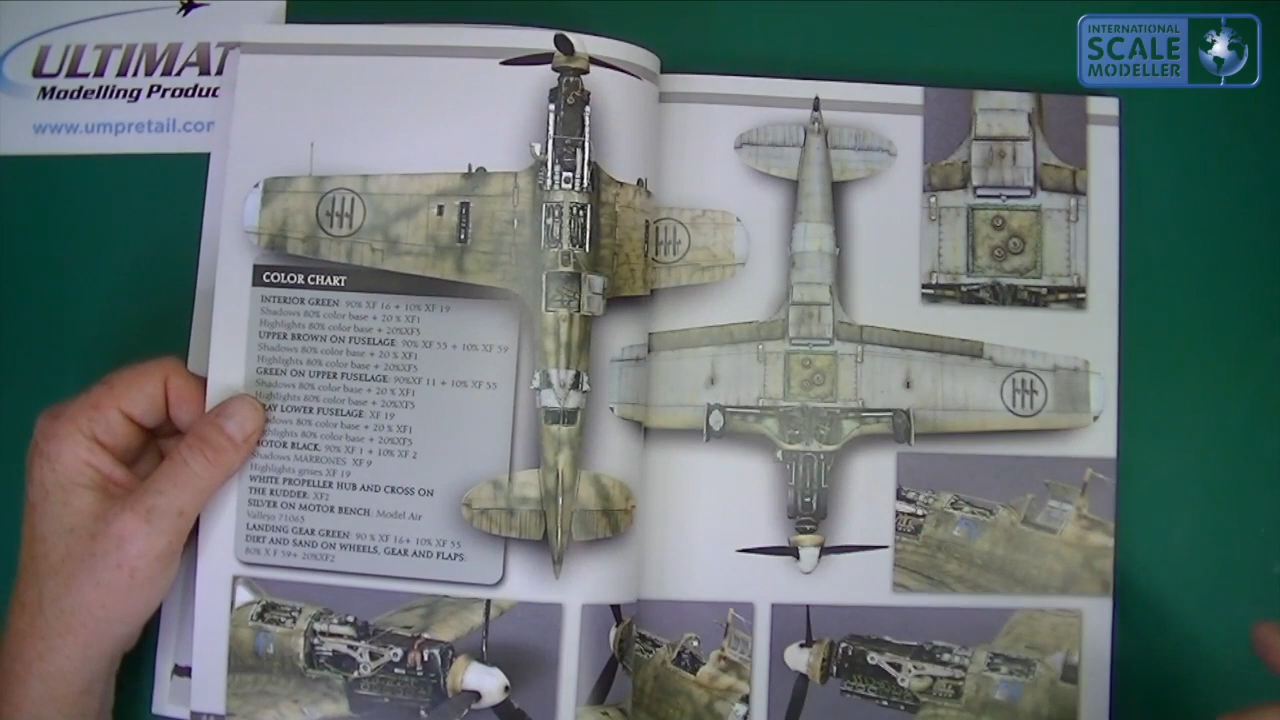 ULTIMAT
Modelling Produc
www.umpretail.con
INTERNATIONAL
SCALE
MODELLER
COLOR CHART
INTERIOR GREEN: 90% XF 16 + 10% XF 19
Shadows 80% color base + 20 % XF1
Highlights 80% color base + 20%XF5
UPPER BROWN ON FUSELAGE: 90% XF 55 + 10% XF 59
Shadows 80% color base + 20 % XF1
Highlights 80% color base + 20%XF5
GREEN ON UPPER FUSELAGE: 90%XF 11 + 10% XF 55
Shadows 80% color base + 20 % XF1
Highlights 80% color base + 20%XF5
RAY LOWER FUSELAGE: XF 19
adows 80% color base + 20 % XF1
ghlights 80% color base + 20%XF5
MOTOR BLACK: 90% XF 1 + 10% XF 2
Shadows MARRONES XF 9
Highlights grises XF 19
WHITE PROPELLER HUB AND CROSS ON
THE RUDDER: XF2
SILVER ON MOTOR BENCH: Model Air
Vallejo 71065
LANDING GEAR GREEN: 90 % XF 16+ 10% XF 55
DIRT AND SAND ON WHEELS, GEAR AND FLAPS:
80% X F 59+ 20%XF2